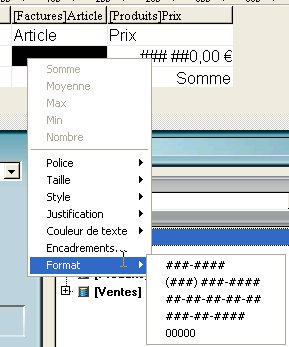 [Factures]Article [Produits]Prix
Article Prix
### ##0,00 €
Somme
Somme
Moyenne
Max
Min
Nombre
Police
Taille
Style
Justification
Couleur de texte
Encadrements...
Format
###-####
(###) ###-####
##-##-##-##-##
###-##-####
00000
[Ventes]